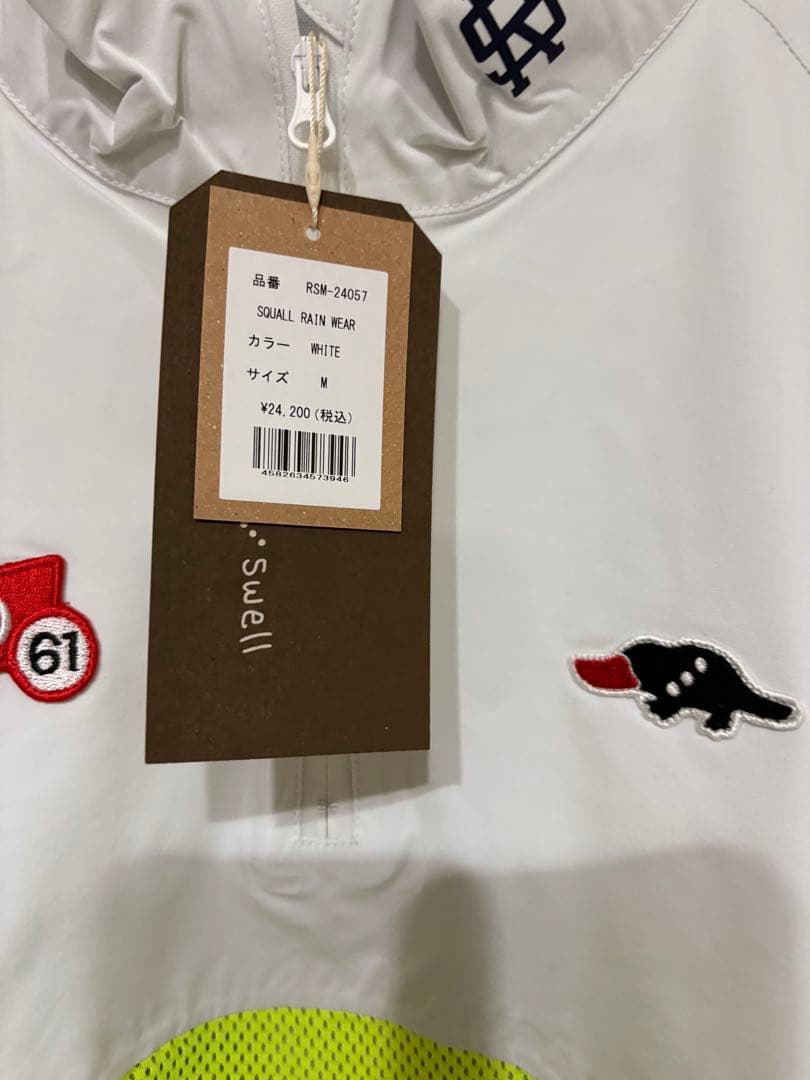 品番 RSM-24057
SQUALL RAIN WEAR
カラー WHITE
サイズ M
¥24,200(税込)
4582634573946
swell
61